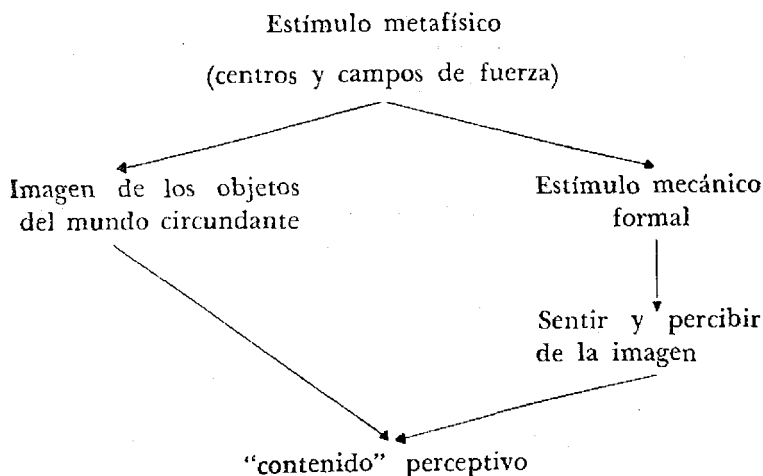 Estímulo metafísico
(centros y campos de fuerza)
Imagen de los objetos
del mundo circundante
Estímulo mecánico
formal
Sentir y percibir
de la imagen
“contenido” perceptivo